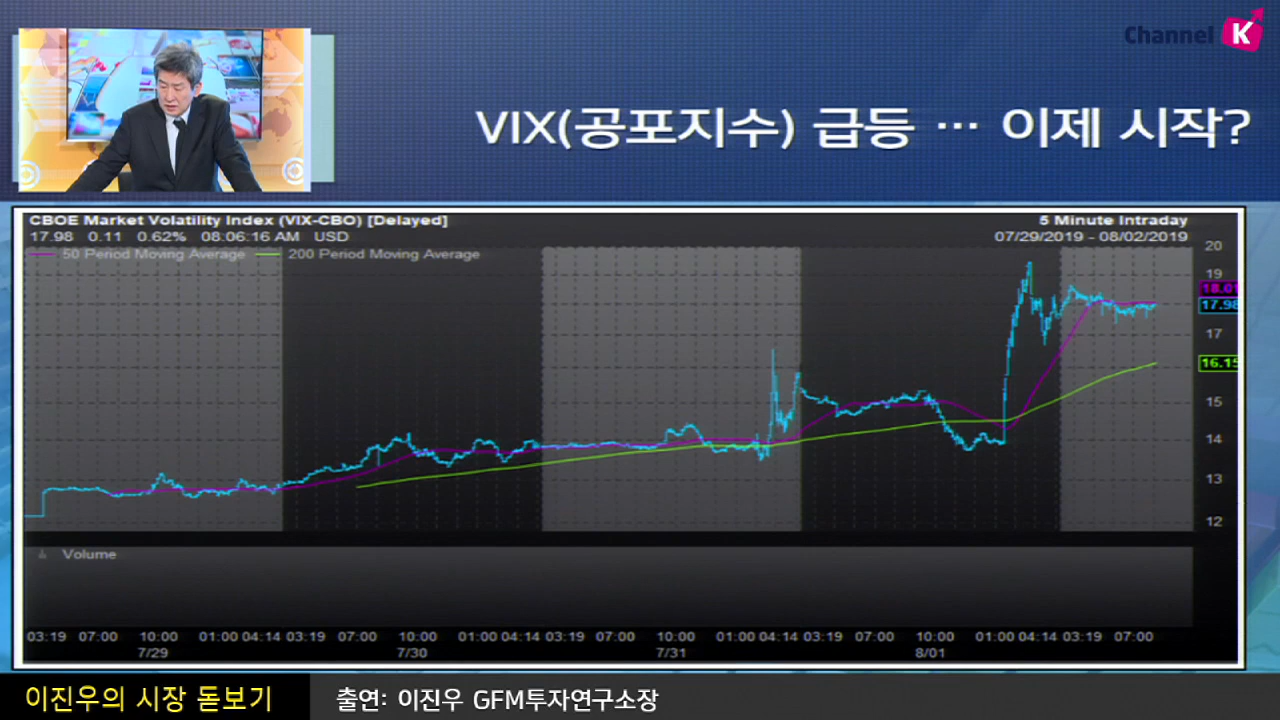 Channel K
VIX(공포지수) 급등 … 이제 시작?
CBOE Market Volatility Index (VIX-CBO) [Delayed]
5 Minute Intraday
17.98 0.11 0.62% 08:06:16 AM USD
07/29/2019 - 08/02/2019
50 Period Moving Average
200 Period Moving Average
20
19
18.01
17.98
17
16.15
15
14
13
12
Volume
03:19 07:00 10:00 01:00 04:14 03:19 07:00 10:00 01:00 04:14 03:19 07:00 10:00 01:00 04:14 03:19 07:00 10:00 01:00 04:14 03:19 07:00
7/29 7/30 7/31 8/01
이진우의 시장 돋보기
출연: 이진우 GFM투자연구소장